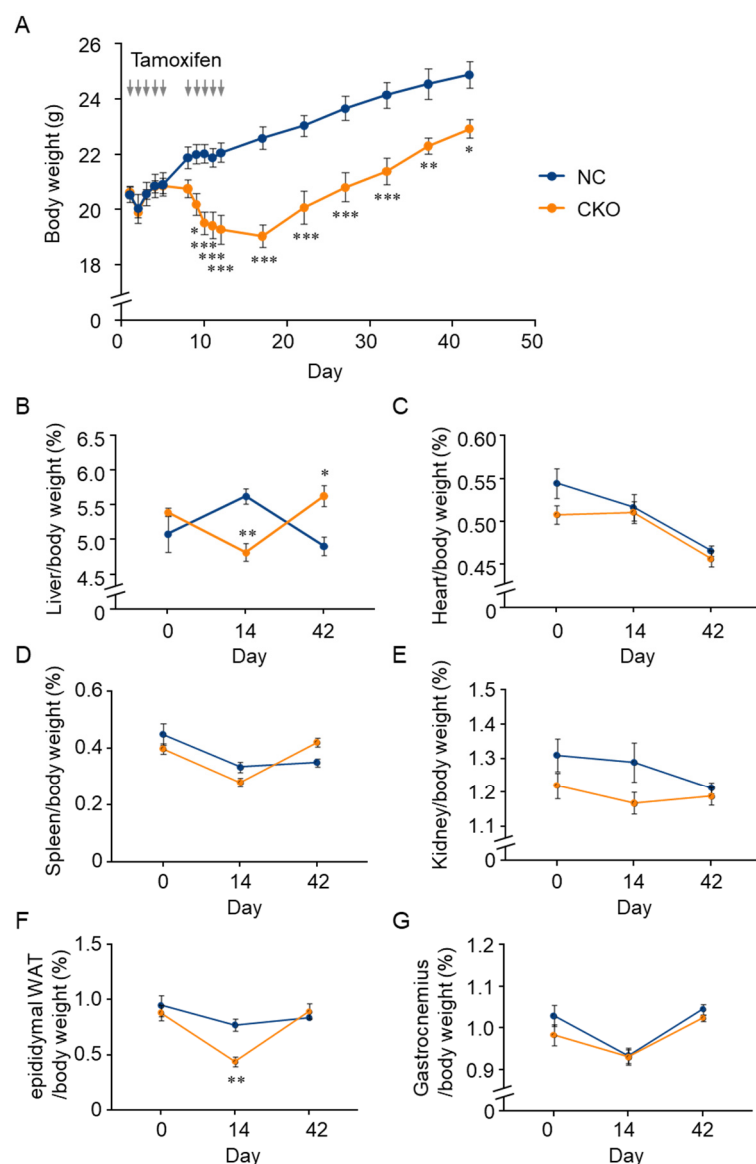 A
Tamoxifen
Body weight (g)
26
24
22
20
18
0
*
***
***
***
***
***
***
***
**
*
0
10
20
30
40
50
Day
NC
CKO
B
Liver/body weight (%)
6.5
6.0
5.5
5.0
4.5
0
**
*
0
14
42
Day
C
Heart/body weight (%)
0.60
0.55
0.50
0.45
0
0
14
42
Day
D
Spleen/body weight (%)
0.6
0.4
0.2
0
0
14
42
Day
E
Kidney/body weight (%)
1.5
1.4
1.3
1.2
1.1
0
0
14
42
Day
F
epididymal WAT
/body weight (%)
1.5
1.0
0.5
0
**
0
14
42
Day
G
Gastrocnemius
/body weight (%)
1.2
1.1
1.0
0.9
0
0
14
42
Day